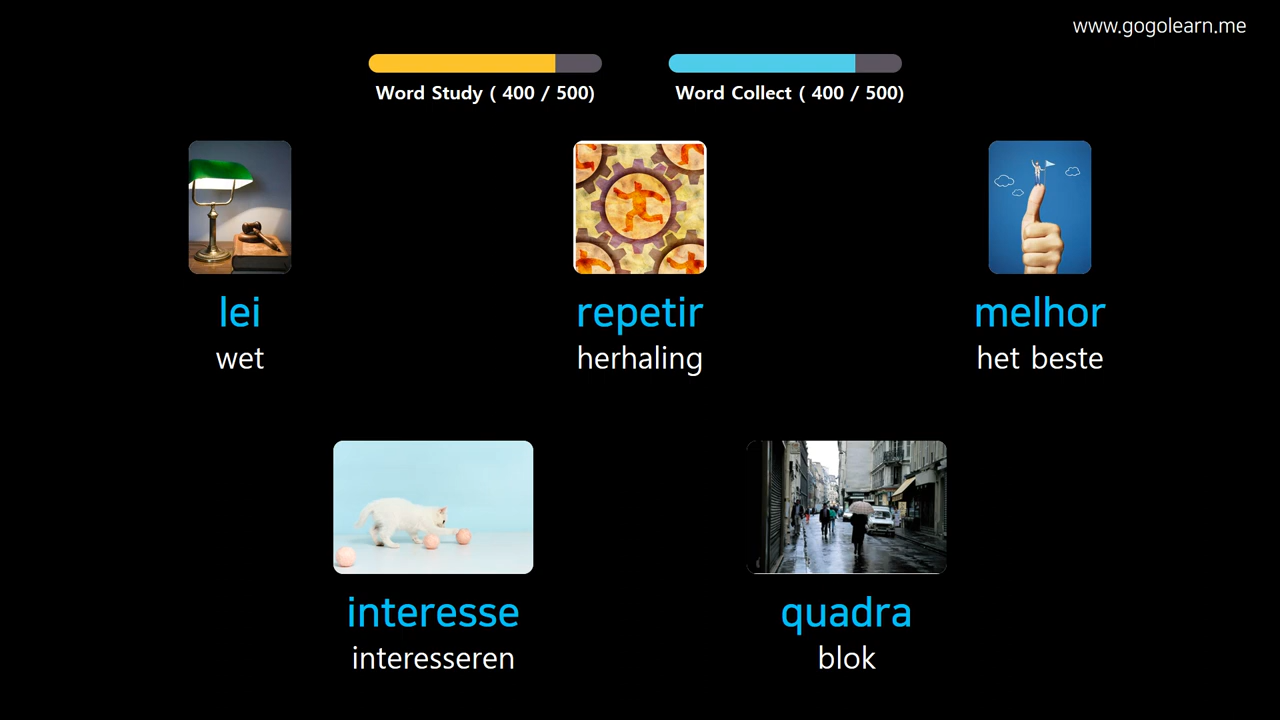 www.gogolearn.me
Word Study ( 400 / 500)
Word Collect ( 400 / 500)
lei
wet
repetir
herhaling
melhor
het beste
interesse
interesseren
quadra
blok